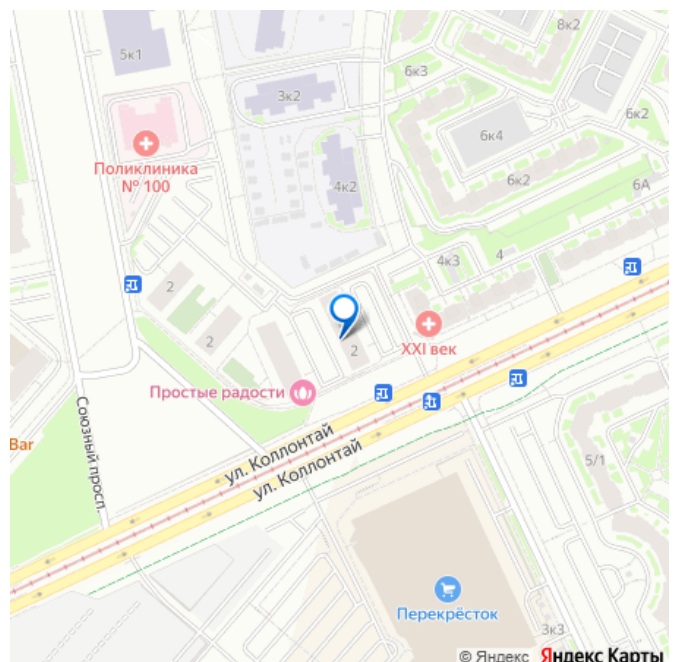 8к2
5к1
6к3
3к2
6к2
6к4
Поликлиника
№ 100
6к2
4к2
6А
4
4к3
2
2
2
XXI век
Простые радости
Союзный просп.
Bar
ул. Коллонтай
ул. Коллонтай
5/1
Перекрёсток
3к3
© Яндекс Яндекс Карты